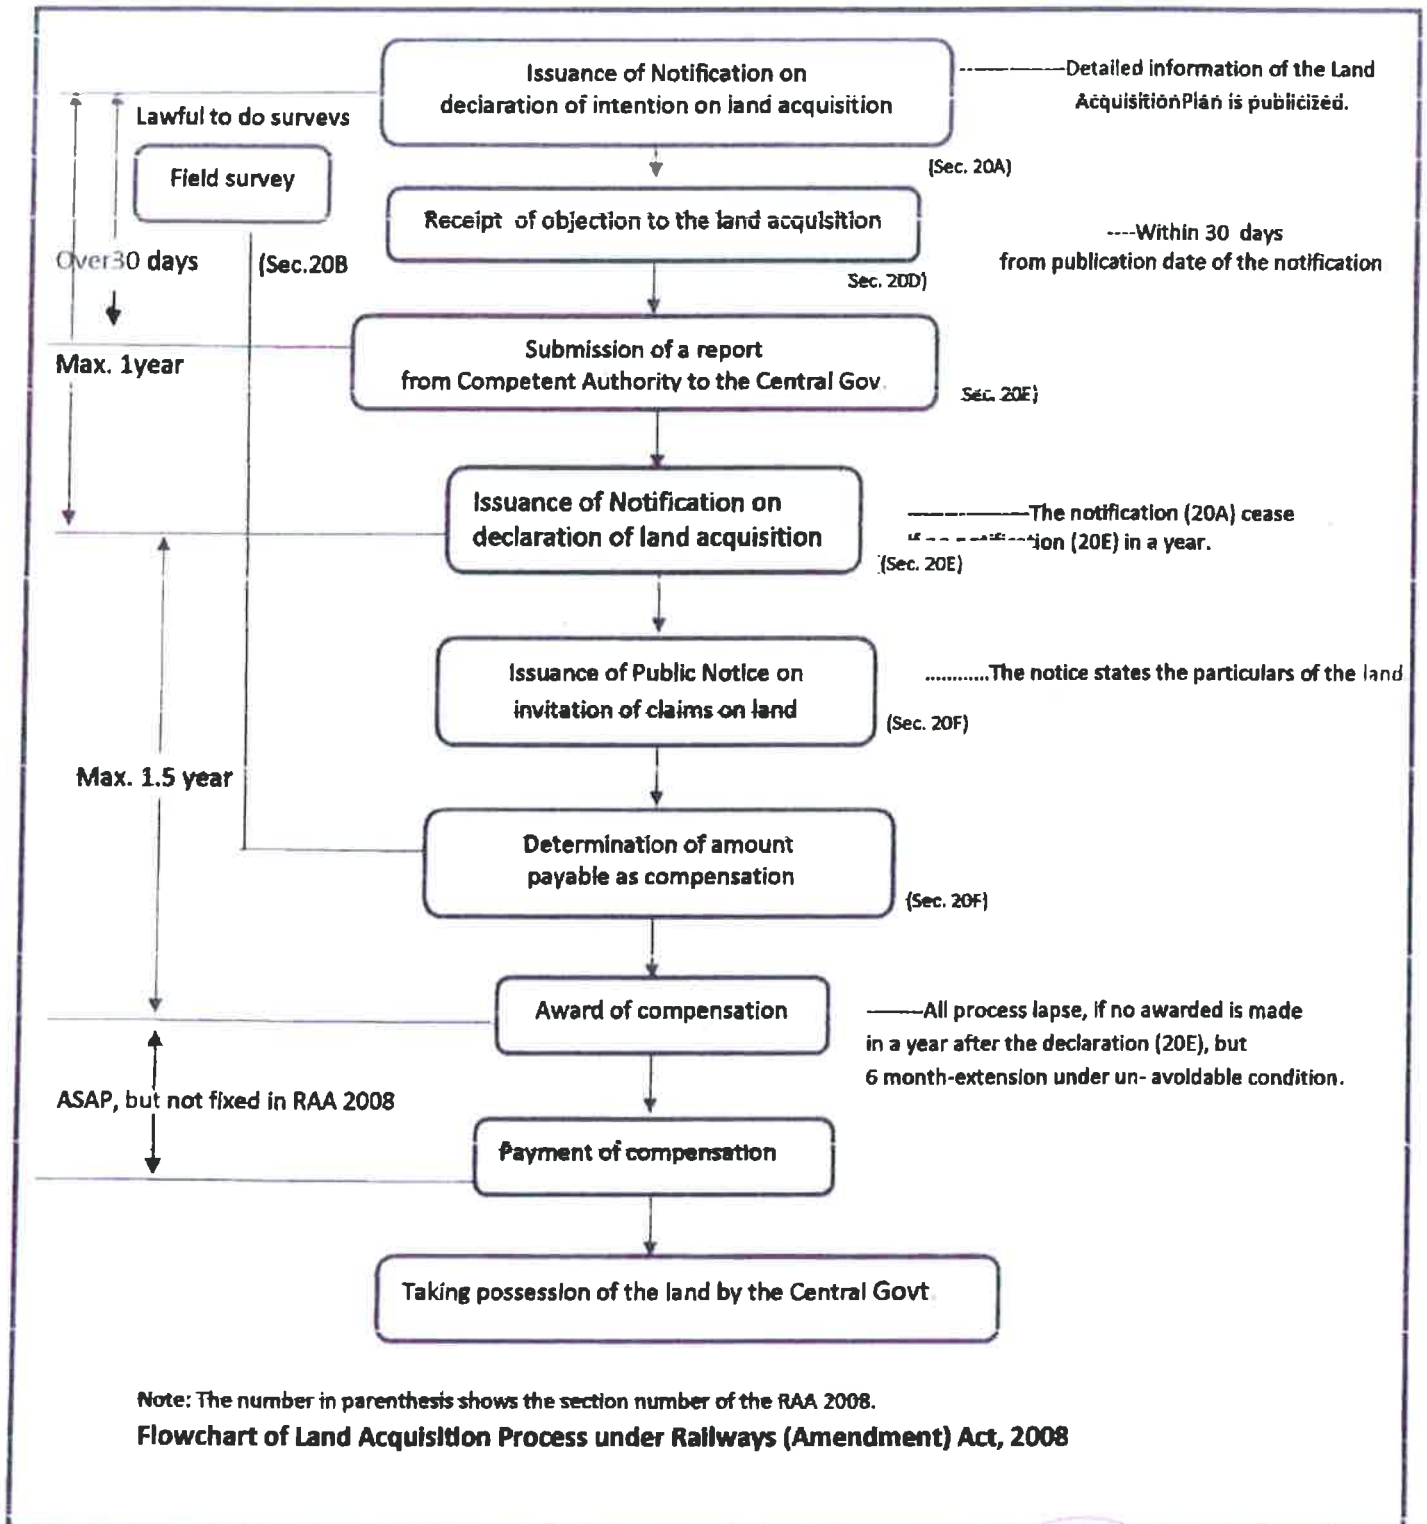 Issuance of Notification on
declaration of intention on land acquisition
----------Detailed information of the Land
Acquisition Plan is publicized.
Lawful to do surveys
Field survey
(Sec. 20A)
Receipt of objection to the land acquisition
----Within 30 days
from publication date of the notification
Over30 days
(Sec.20B
Sec. 20D)
Submission of a report
from Competent Authority to the Central Gov.
Max. 1year
Sec. 20E)
Issuance of Notification on
declaration of land acquisition
----------The notification (20A) cease
(20E) in a year.
(Sec. 20E)
Issuance of Public Notice on
invitation of claims on land
............The notice states the particulars of the land
(Sec. 20F)
Max. 1.5 year
Determination of amount
payable as compensation
(Sec. 20F)
Award of compensation
——All process lapse, if no awarded is made
in a year after the declaration (20E), but
6 month-extension under un- avoidable condition.
ASAP, but not fixed in RAA 2008
Payment of compensation
Taking possession of the land by the Central Govt.
Note: The number in parenthesis shows the section number of the RAA 2008.
Flowchart of Land Acquisition Process under Railways (Amendment) Act, 2008